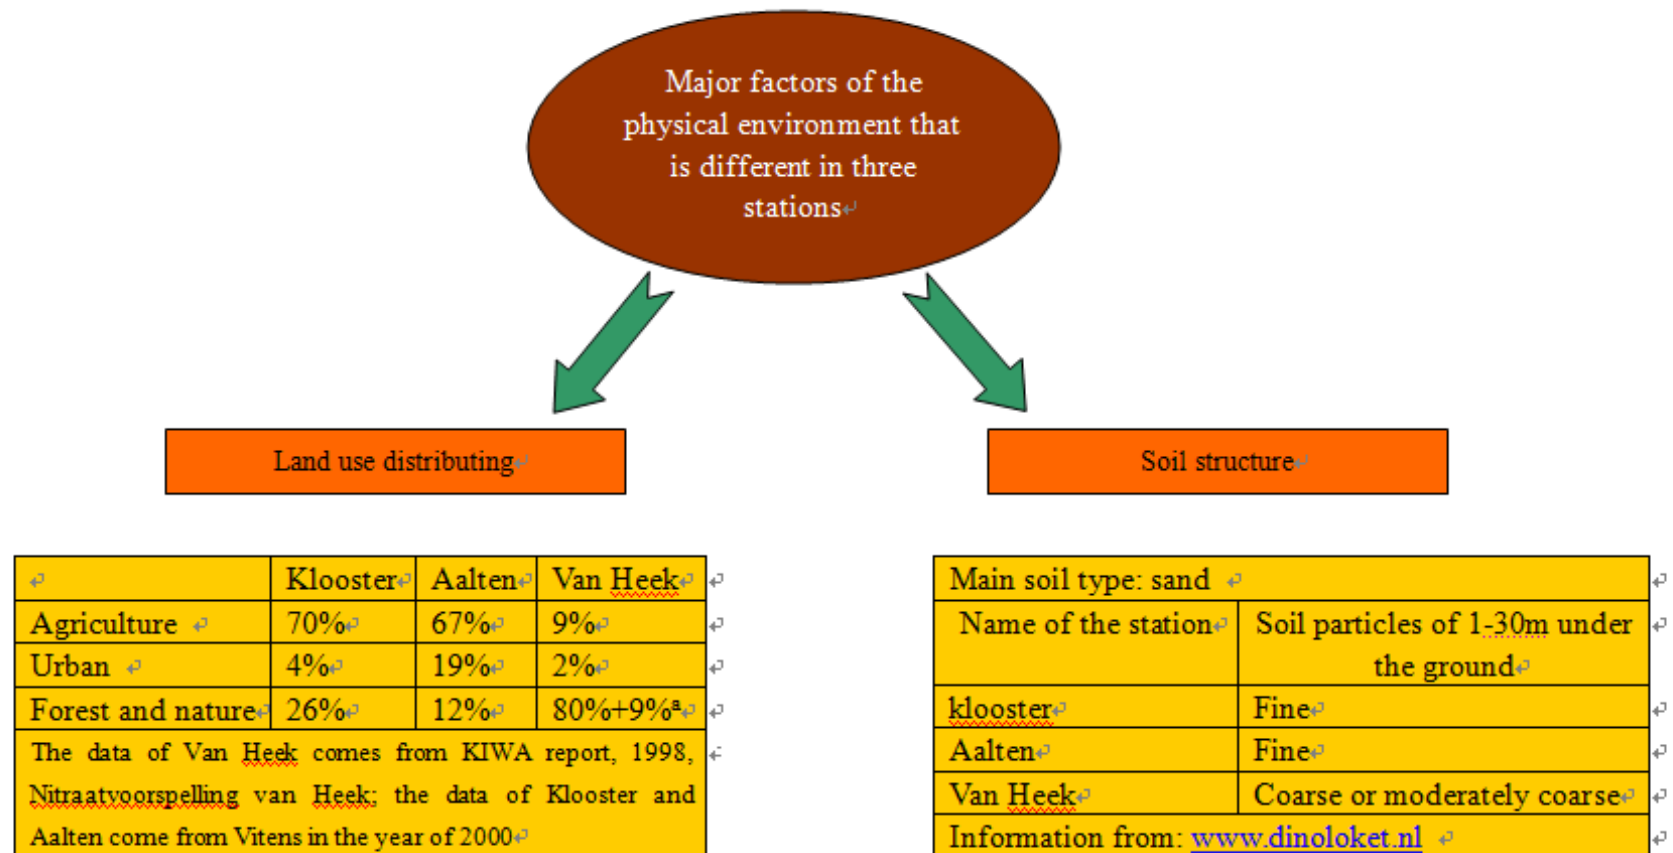 Major factors of the
physical environment that
is different in three
stations
Land use distributing
Soil structure
Klooster Aalten Van Heek
Agriculture 70% 67% 9%
Urban 4% 19% 2%
Forest and nature 26% 12% 80%+9%ª
The data of Van Heek comes from KIWA report, 1998,
Nitraatvoorspelling van Heek; the data of Klooster and
Aalten come from Vitens in the year of 2000
Main soil type: sand
Name of the station Soil particles of 1-30m under
the ground
klooster Fine
Aalten Fine
Van Heek Coarse or moderately coarse
Information from: www.dinoloket.nl